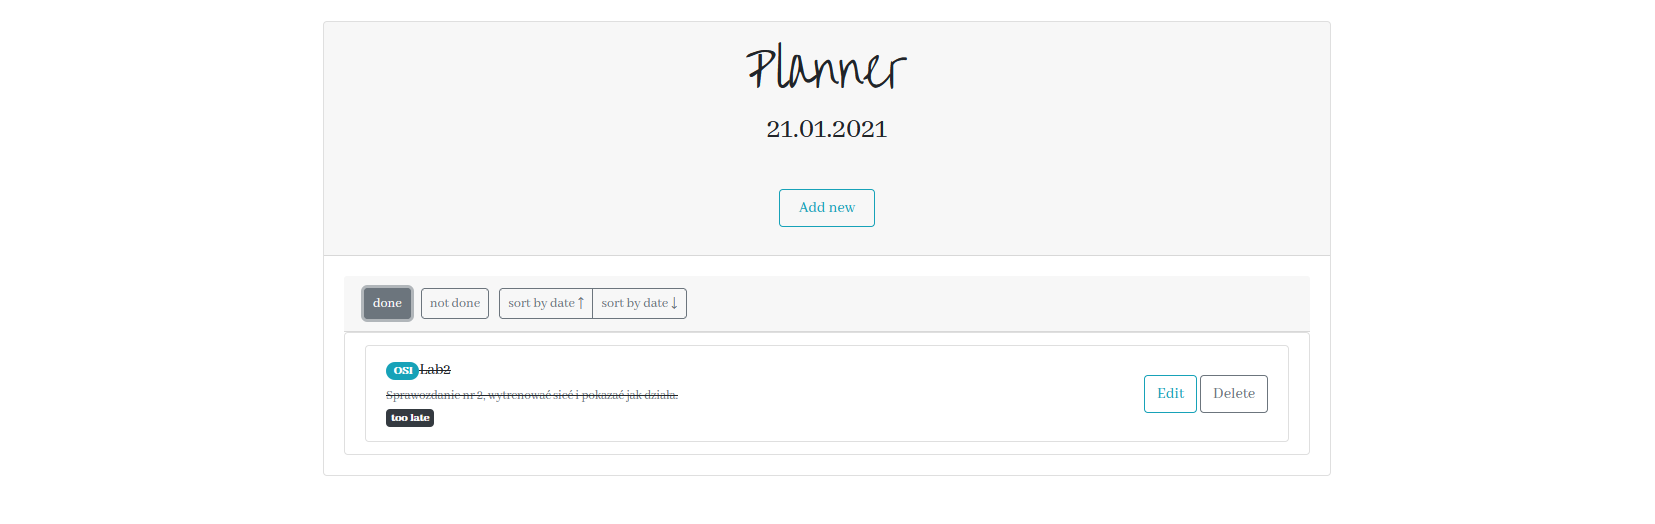 Planner
21.01.2021
Add new
done not done sort by date↑ sort by date↓
OSI Lab2
Sprawozdanie nr 2, wytrenować sieć i pokazać jak działa.
too late
Edit Delete